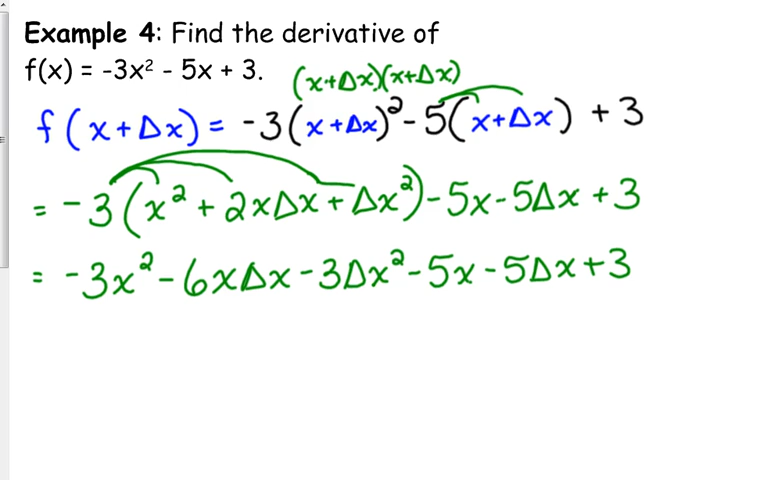 Example 4: Find the derivative of
f(x) = -3x² - 5x + 3.
(x+Δx)(x+Δx)
f(x+Δx) = -3(x+Δx)² - 5(x+Δx) + 3
= -3(x² + 2xΔx + Δx²) - 5x - 5Δx + 3
= -3x² - 6xΔx - 3Δx² - 5x - 5Δx + 3